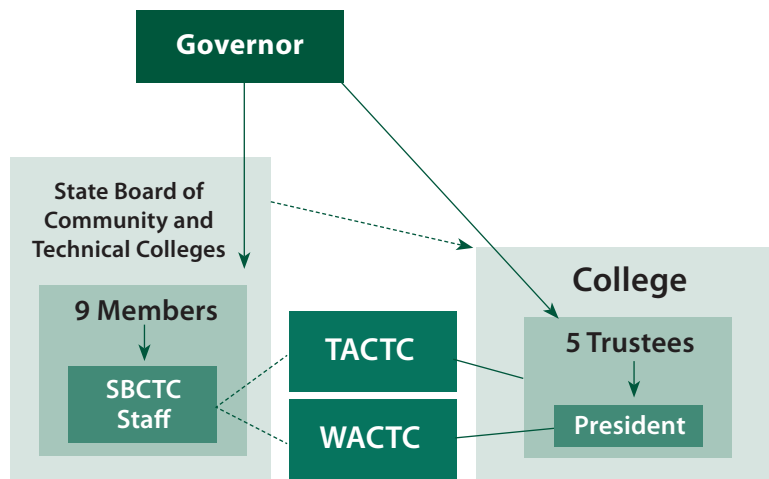 Governor
State Board of
Community and
Technical Colleges
9 Members
SBCTC
Staff
TACTC
WACTC
College
5 Trustees
President